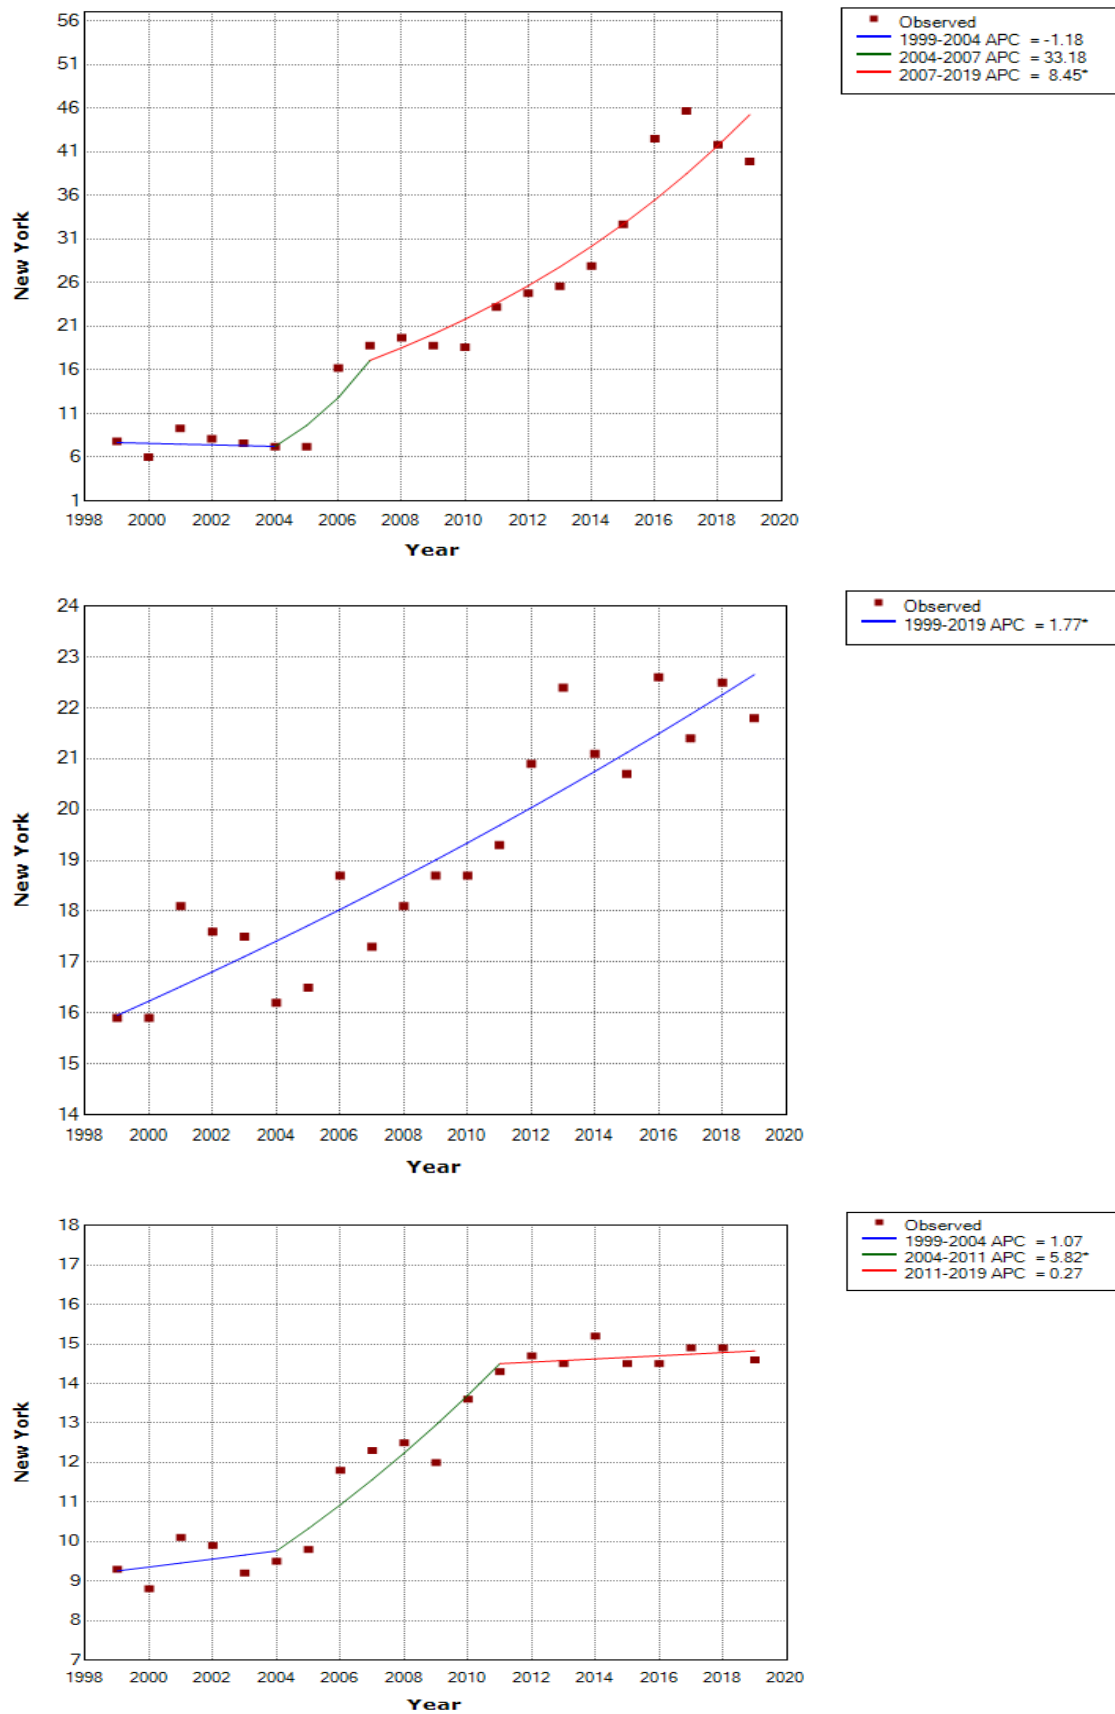 56
51
46
41
36
31
26
21
16
11
6
1
New York
1998 2000 2002 2004 2006 2008 2010 2012 2014 2016 2018 2020
Year
Observed
1999-2004 APC = -1.18
2004-2007 APC = 33.18
2007-2019 APC = 8.45*
24
23
22
21
20
19
18
17
16
15
14
New York
1998 2000 2002 2004 2006 2008 2010 2012 2014 2016 2018 2020
Year
Observed
1999-2019 APC = 1.77*
18
17
16
15
14
13
12
11
10
9
8
7
New York
1998 2000 2002 2004 2006 2008 2010 2012 2014 2016 2018 2020
Year
Observed
1999-2004 APC = 1.07
2004-2011 APC = 5.82*
2011-2019 APC = 0.27